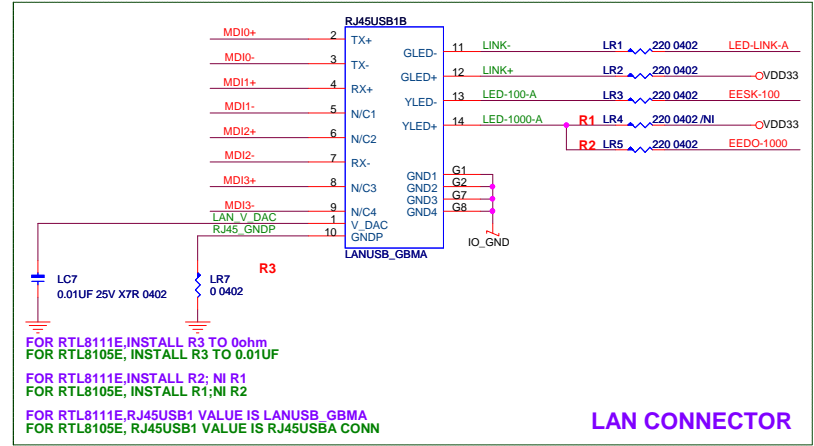 RJ45USB1B
MDI0+ 2 TX+
MDI0- 3 TX-
MDI1+ 4 RX+
MDI1- 5 N/C1
MDI2+ 6 N/C2
MDI2- 7 RX-
MDI3+ 8 N/C3
MDI3- 9 N/C4
LAN_V_DAC 1 V_DAC
RJ45_GNDP 10 GNDP
GLED- 11 LINK- LR1 220 0402 LED-LINK-A
GLED+ 12 LINK+ LR2 220 0402 VDD33
YLED- 13 LED-100-A LR3 220 0402 EESK-100
YLED+ 14 LED-1000-A R1 LR4 220 0402 /NI VDD33
R2 LR5 220 0402 EEDO-1000
GND1 G1
GND2 G2
GND3 G7
GND4 G8
IO_GND
LANUSB_GBMA
R3
LC7
0.01UF 25V X7R 0402
LR7
0 0402
FOR RTL8111E,INSTALL R3 TO 0ohm
FOR RTL8105E, INSTALL R3 TO 0.01UF
FOR RTL8111E,INSTALL R2; NI R1
FOR RTL8105E, INSTALL R1;NI R2
FOR RTL8111E,RJ45USB1 VALUE IS LANUSB_GBMA
FOR RTL8105E, RJ45USB1 VALUE IS RJ45USBA CONN
LAN CONNECTOR